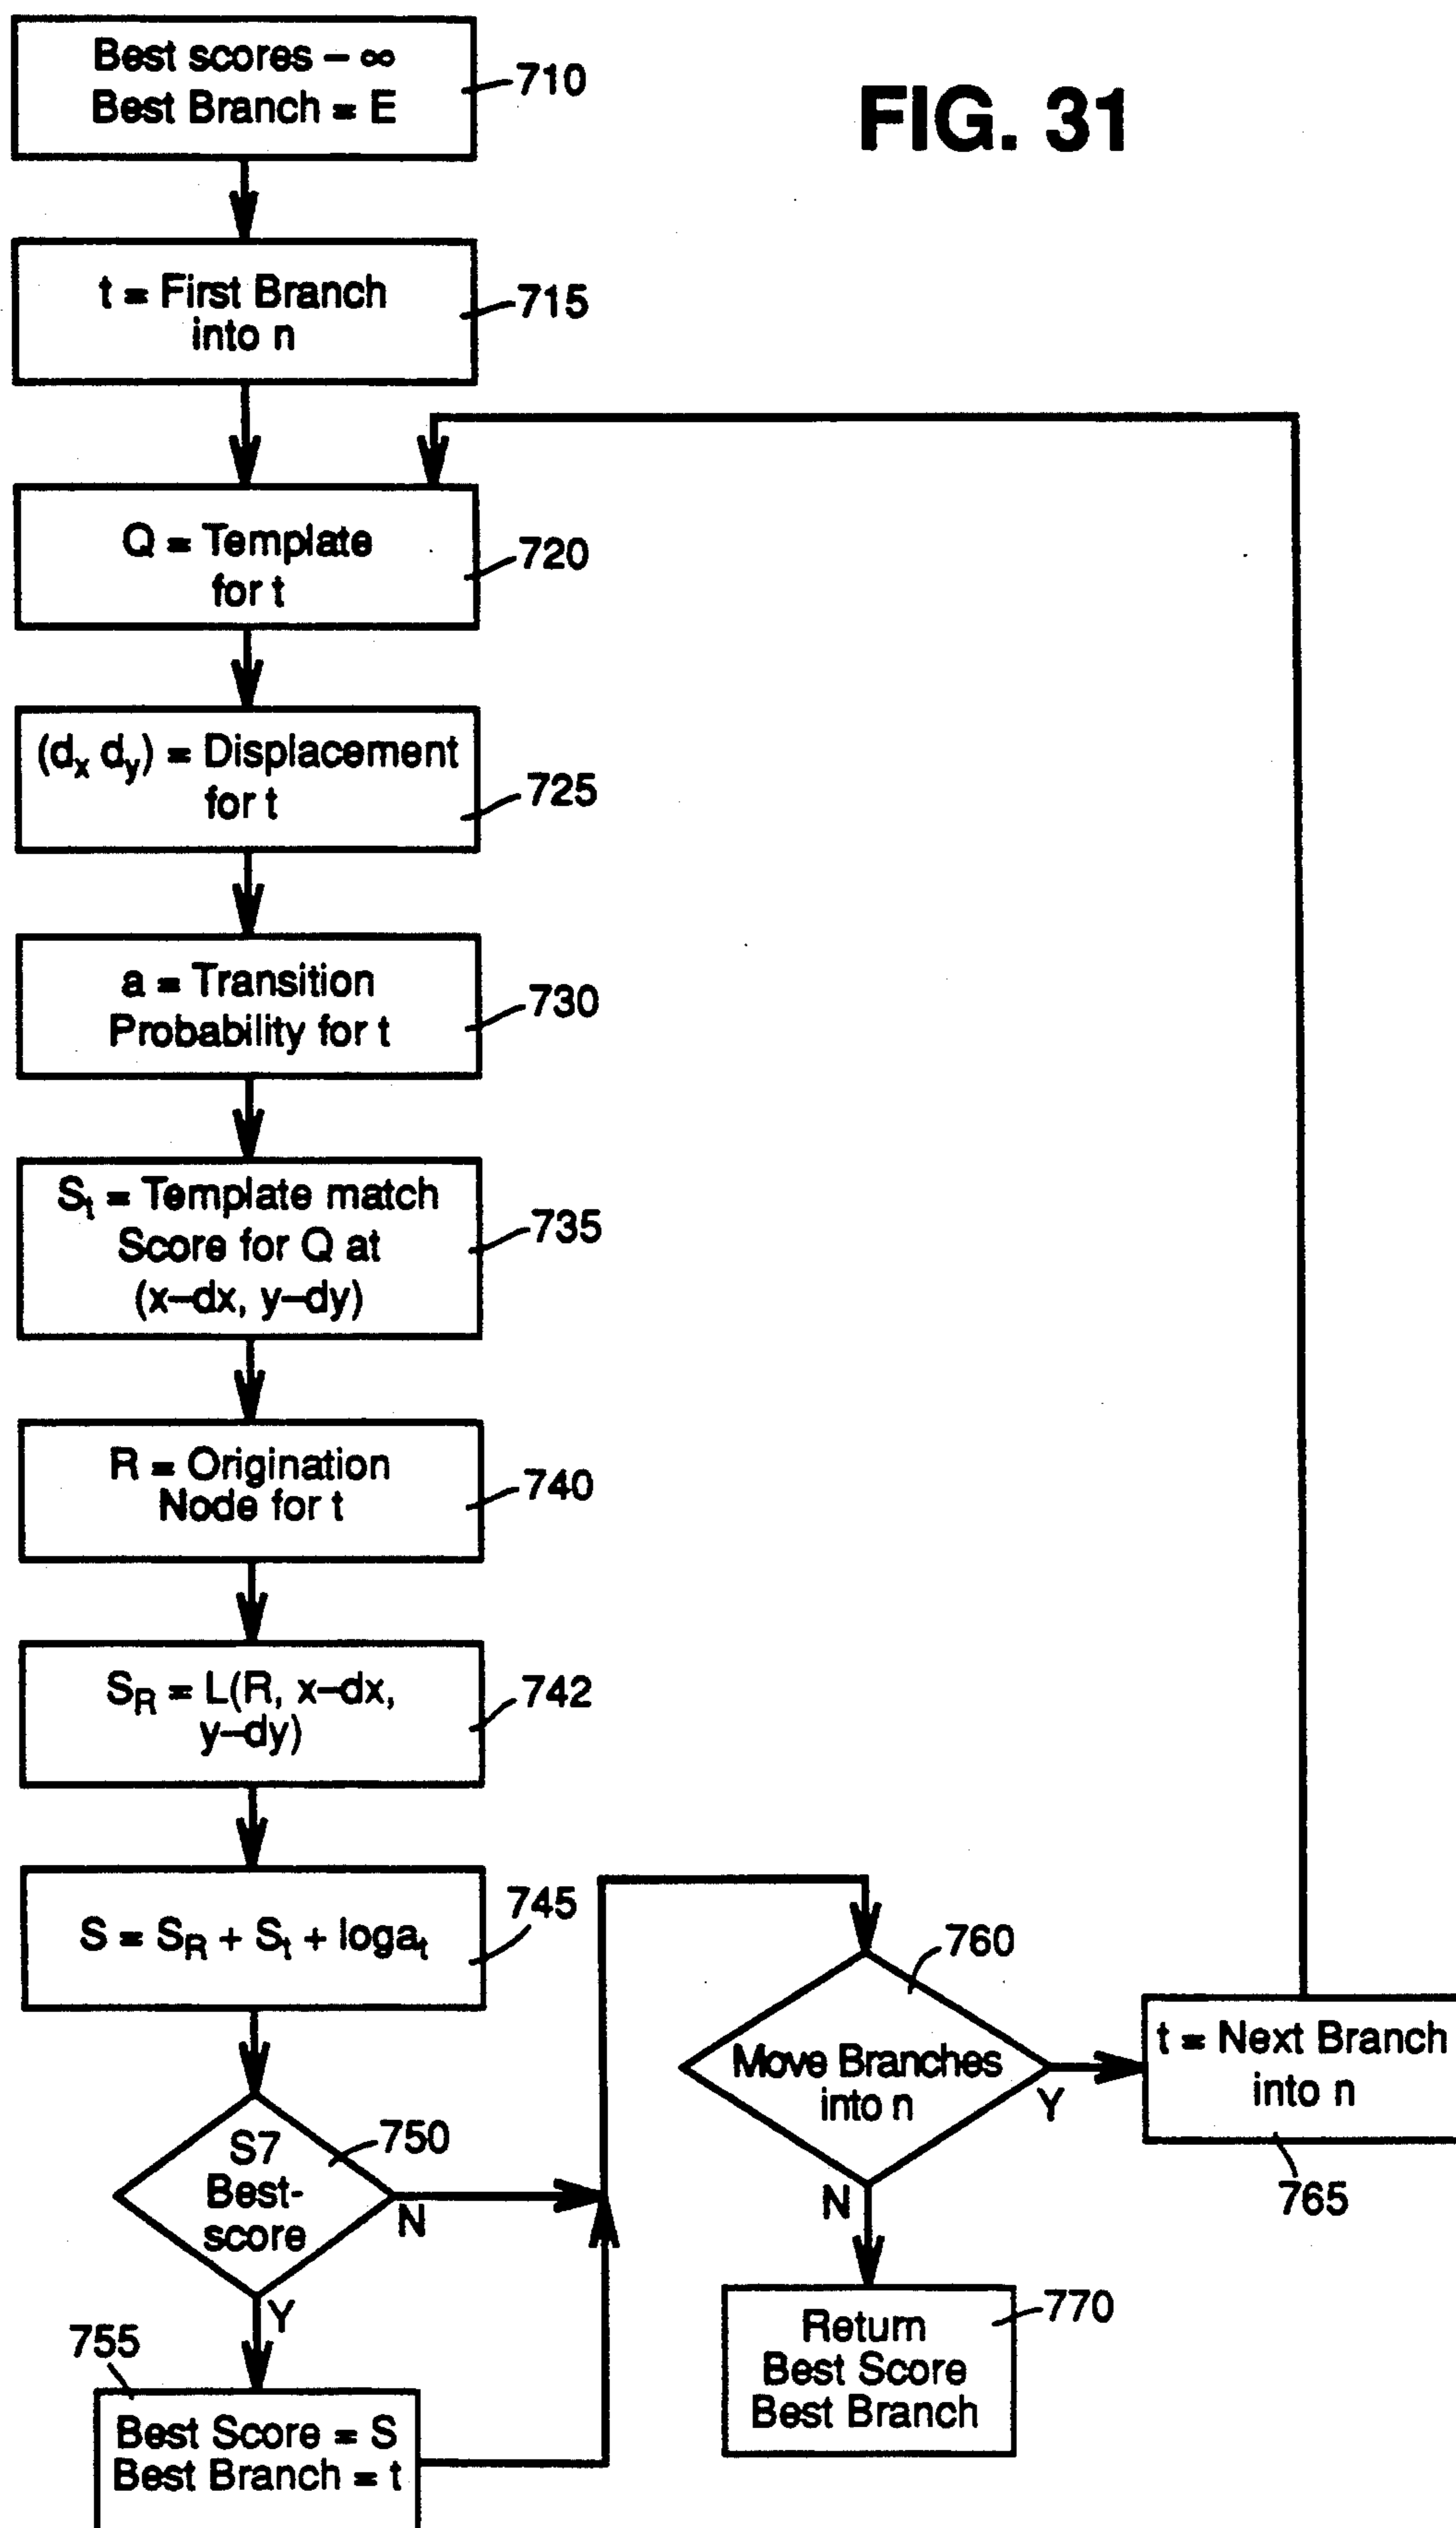 FIG. 31
Best scores – ∞
Best Branch = E
710
t = First Branch
into n
715
Q = Template
for t
720
(dx dy) = Displacement
for t
725
a = Transition
Probability for t
730
St = Template match
Score for Q at
(x–dx, y–dy)
735
R = Origination
Node for t
740
SR = L(R, x–dx,
y–dy)
742
S = SR + St + logat
745
S7
Best-
score
750
N
Y
755
Best Score = S
Best Branch = t
760
Move Branches
into n
Y
N
t = Next Branch
into n
765
Return
Best Score
Best Branch
770